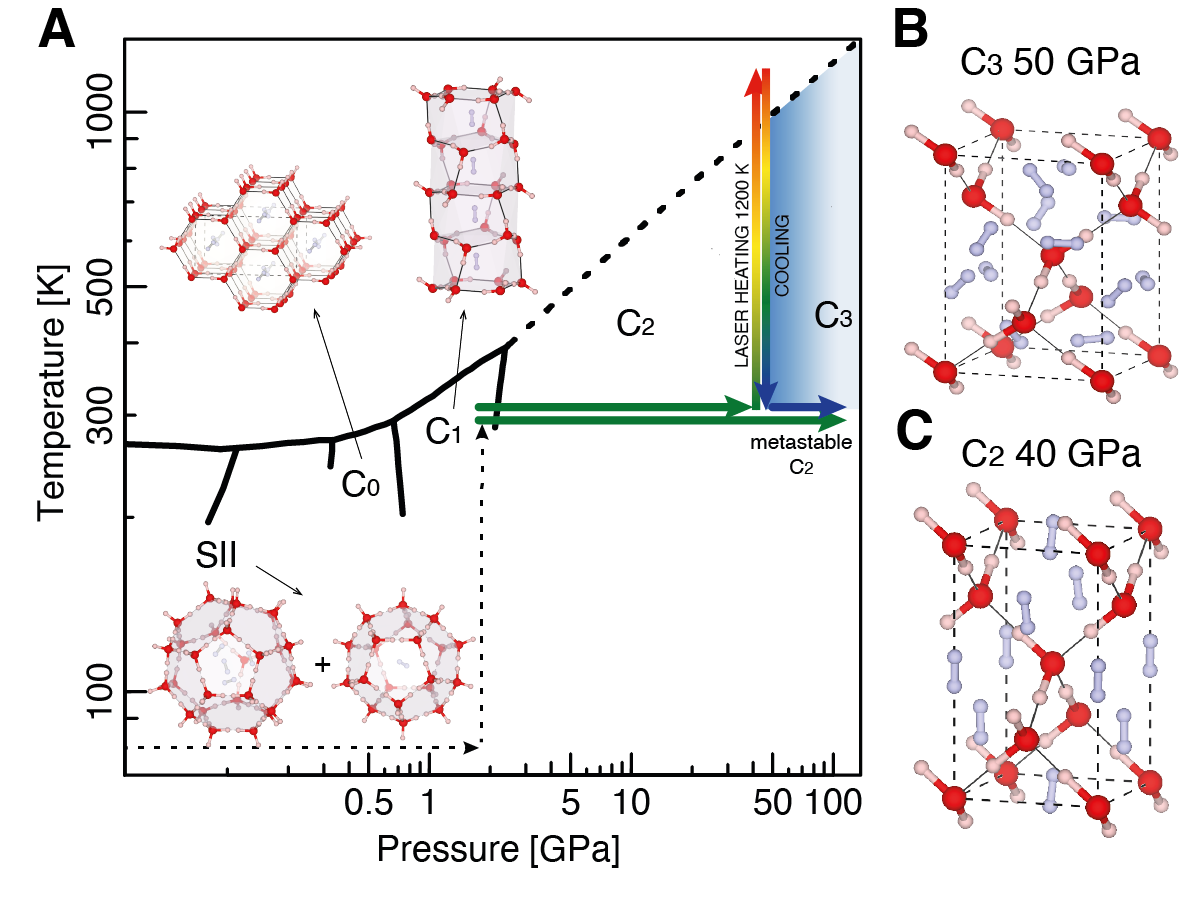 A
Temperature [K]
1000
500
300
100
C0
C1
C2
C3
SII
+
LASER HEATING 1200 K
COOLING
metastable
C2
0.5 1 5 10 50 100
Pressure [GPa]
B
C3 50 GPa
C
C2 40 GPa